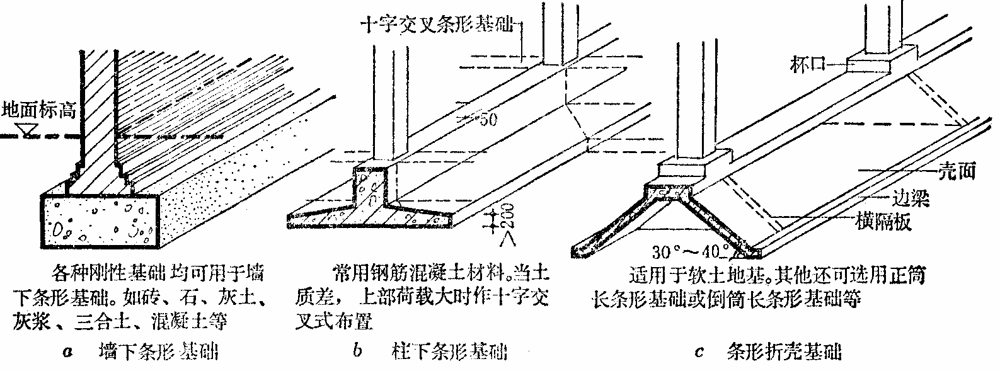 十字交叉条形基础
杯口
地面标高
50
壳面
边梁
横隔板
>200
30°～40°
各种刚性基础均可用于墙
下条形基础。如砖、石、灰土、
灰浆、三合土、混凝土等
常用钢筋混凝土材料。当土
质差，上部荷载大时作十字交
叉式布置
适用于软土地基。其他还可选用正筒
长条形基础或倒筒长条形基础等
a 墙下条形基础
b 柱下条形基础
c 条形折壳基础